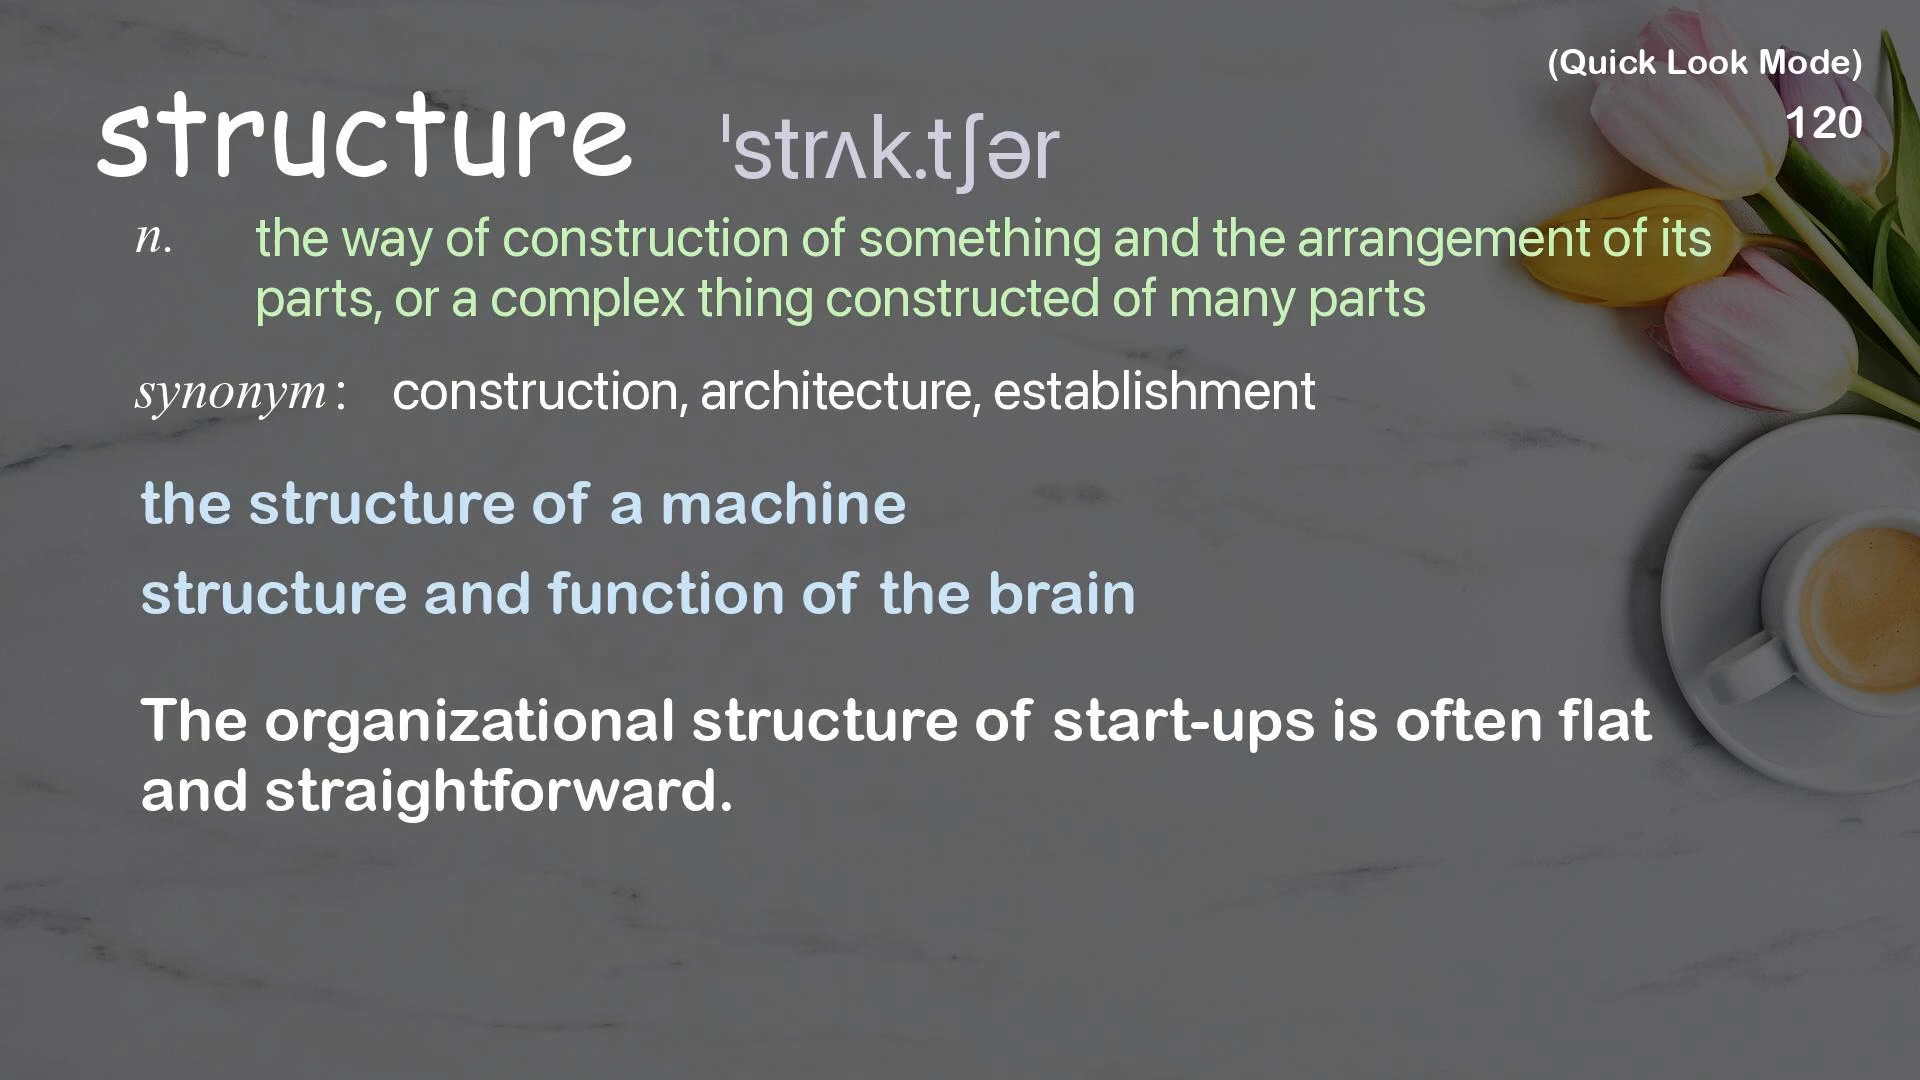 (Quick Look Mode)
120
structure ˈstrʌk.tʃər
n. the way of construction of something and the arrangement of its
parts, or a complex thing constructed of many parts
synonym: construction, architecture, establishment
the structure of a machine
structure and function of the brain
The organizational structure of start-ups is often flat
and straightforward.